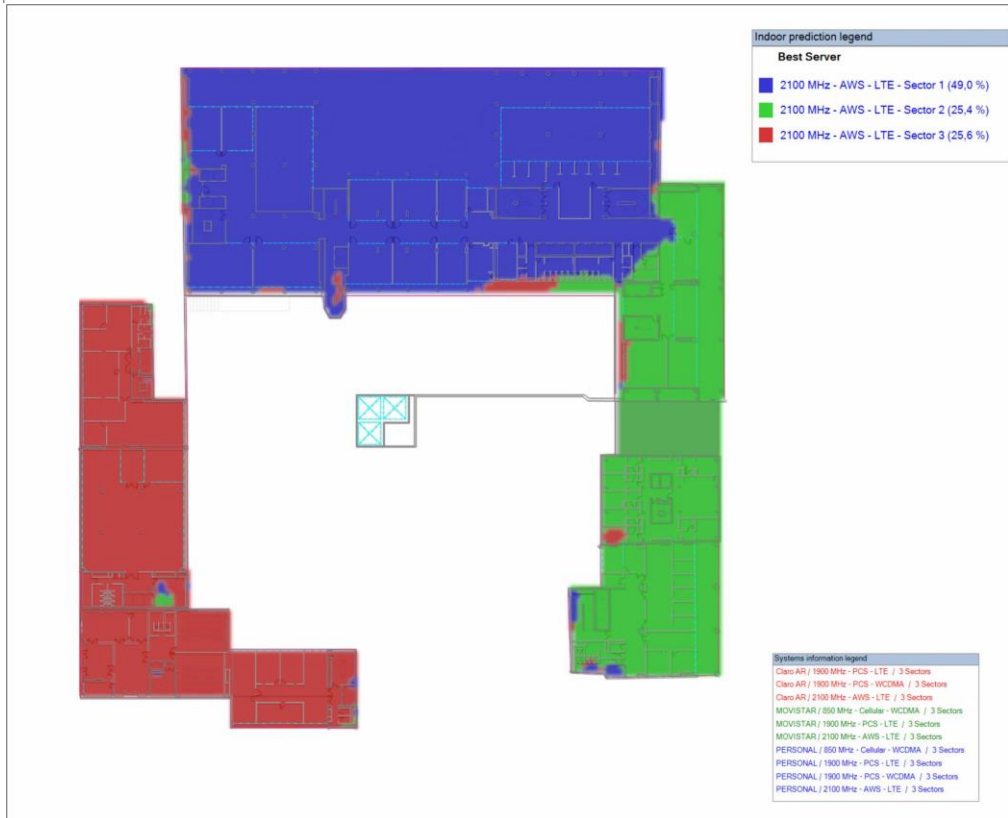 Indoor prediction legend
Best Server
2100 MHz - AWS - LTE - Sector 1 (49,0 %)
2100 MHz - AWS - LTE - Sector 2 (25,4 %)
2100 MHz - AWS - LTE - Sector 3 (25,6 %)
Systems information legend
Claro AR / 1900 MHz - PCS - LTE / 3 Sectors
Claro AR / 1900 MHz - PCS - WCDMA / 3 Sectors
Claro AR / 2100 MHz - AWS - LTE / 3 Sectors
MOVISTAR / 850 MHz - Cellular - WCDMA / 3 Sectors
MOVISTAR / 1900 MHz - PCS - LTE / 3 Sectors
MOVISTAR / 2100 MHz - AWS - LTE / 3 Sectors
PERSONAL / 850 MHz - Cellular - WCDMA / 3 Sectors
PERSONAL / 1900 MHz - PCS - LTE / 3 Sectors
PERSONAL / 1900 MHz - PCS - WCDMA / 3 Sectors
PERSONAL / 2100 MHz - AWS - LTE / 3 Sectors